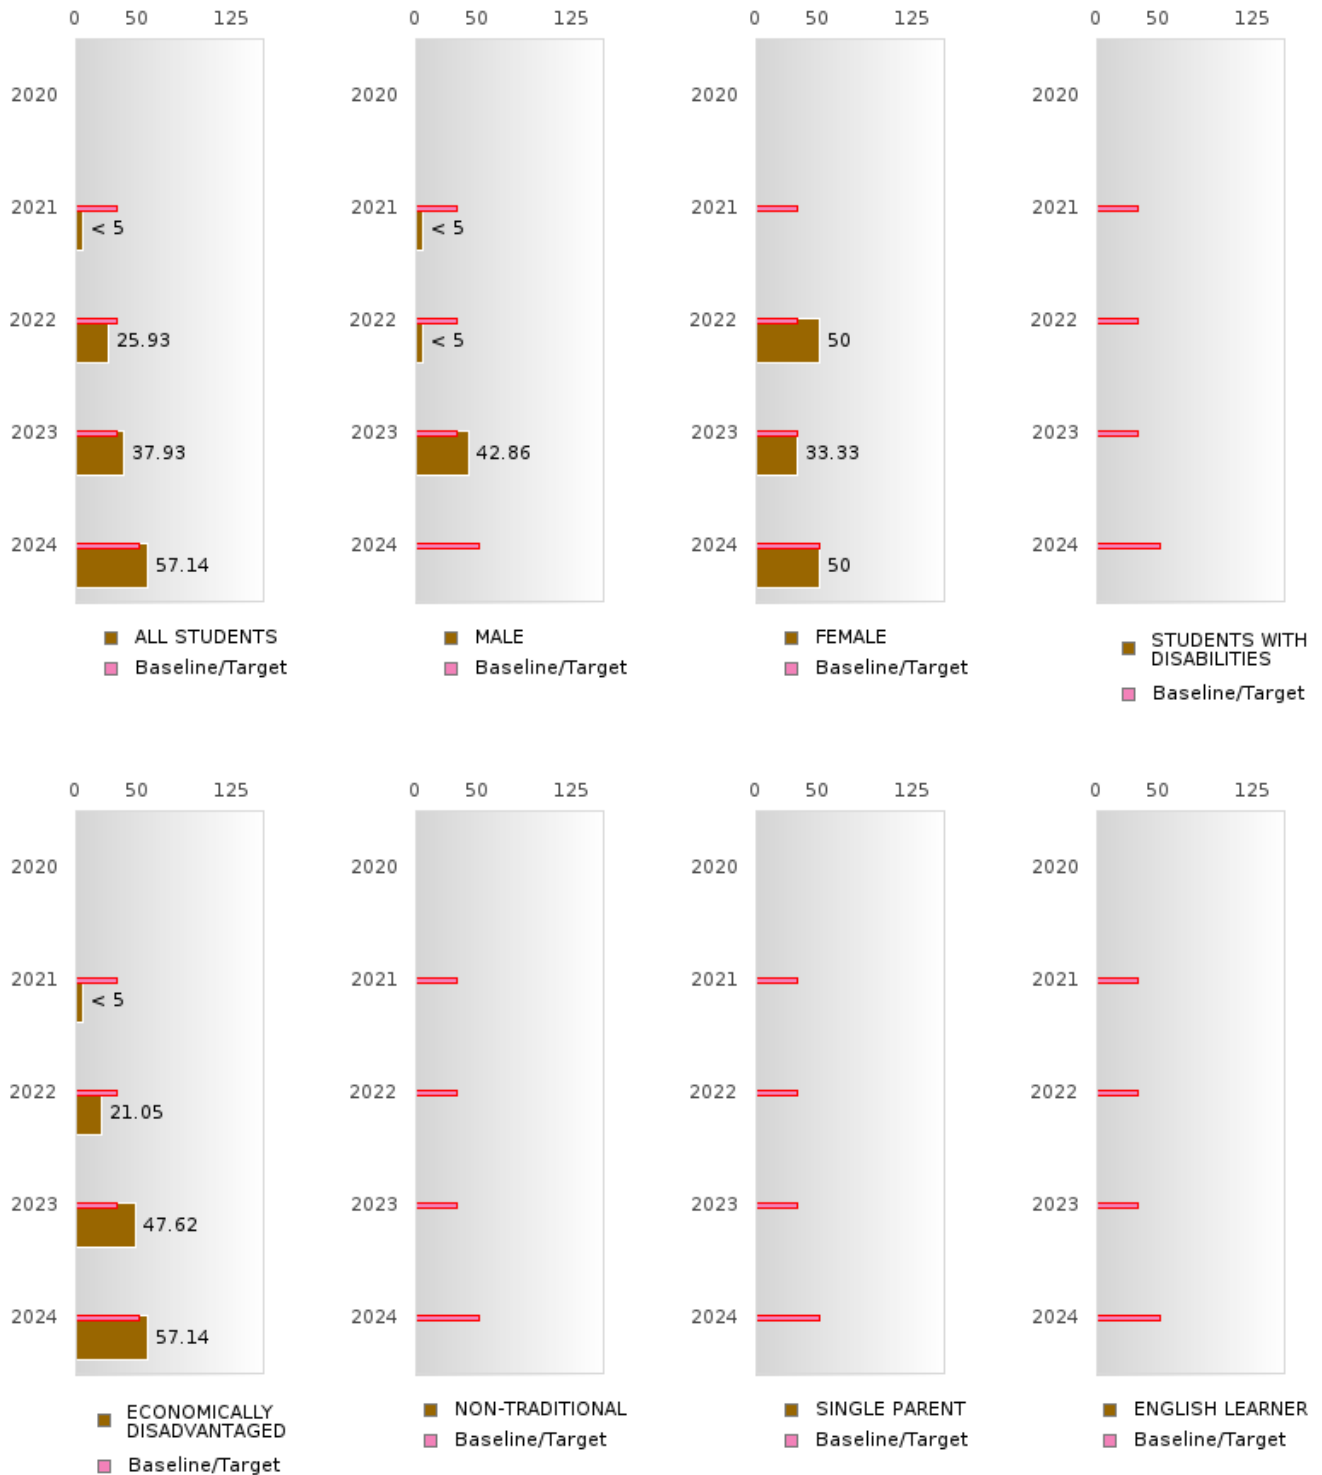 0 50 125
2020
2021
< 5
2022
25.93
2023
37.93
2024
57.14
ALL STUDENTS
Baseline/Target
0 50 125
2020
2021
< 5
2022
< 5
2023
42.86
2024
MALE
Baseline/Target
0 50 125
2020
2021
2022
50
2023
33.33
2024
50
FEMALE
Baseline/Target
0 50 125
2020
2021
2022
2023
2024
STUDENTS WITH
DISABILITIES
Baseline/Target
0 50 125
2020
2021
< 5
2022
21.05
2023
47.62
2024
57.14
ECONOMICALLY
DISADVANTAGED
Baseline/Target
0 50 125
2020
2021
2022
2023
2024
NON-TRADITIONAL
Baseline/Target
0 50 125
2020
2021
2022
2023
2024
SINGLE PARENT
Baseline/Target
0 50 125
2020
2021
2022
2023
2024
ENGLISH LEARNER
Baseline/Target